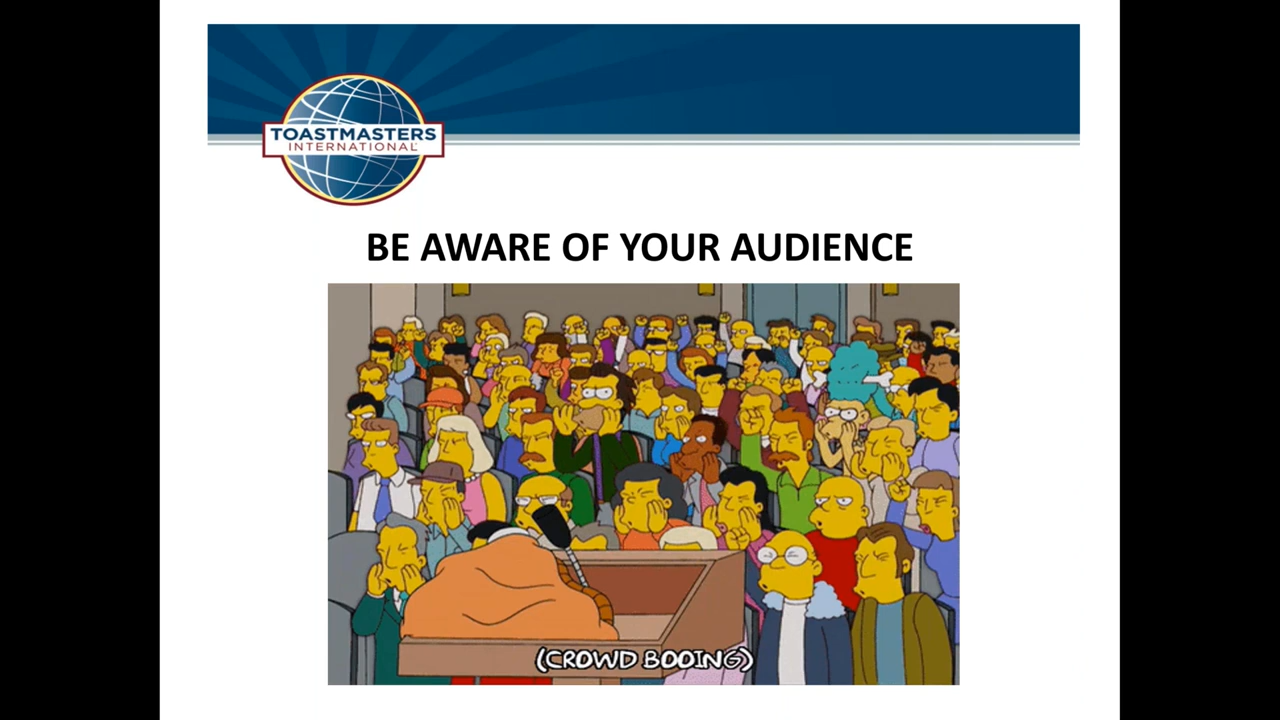 TOASTMASTERS
INTERNATIONAL
BE AWARE OF YOUR AUDIENCE
(CROWD BOOING)